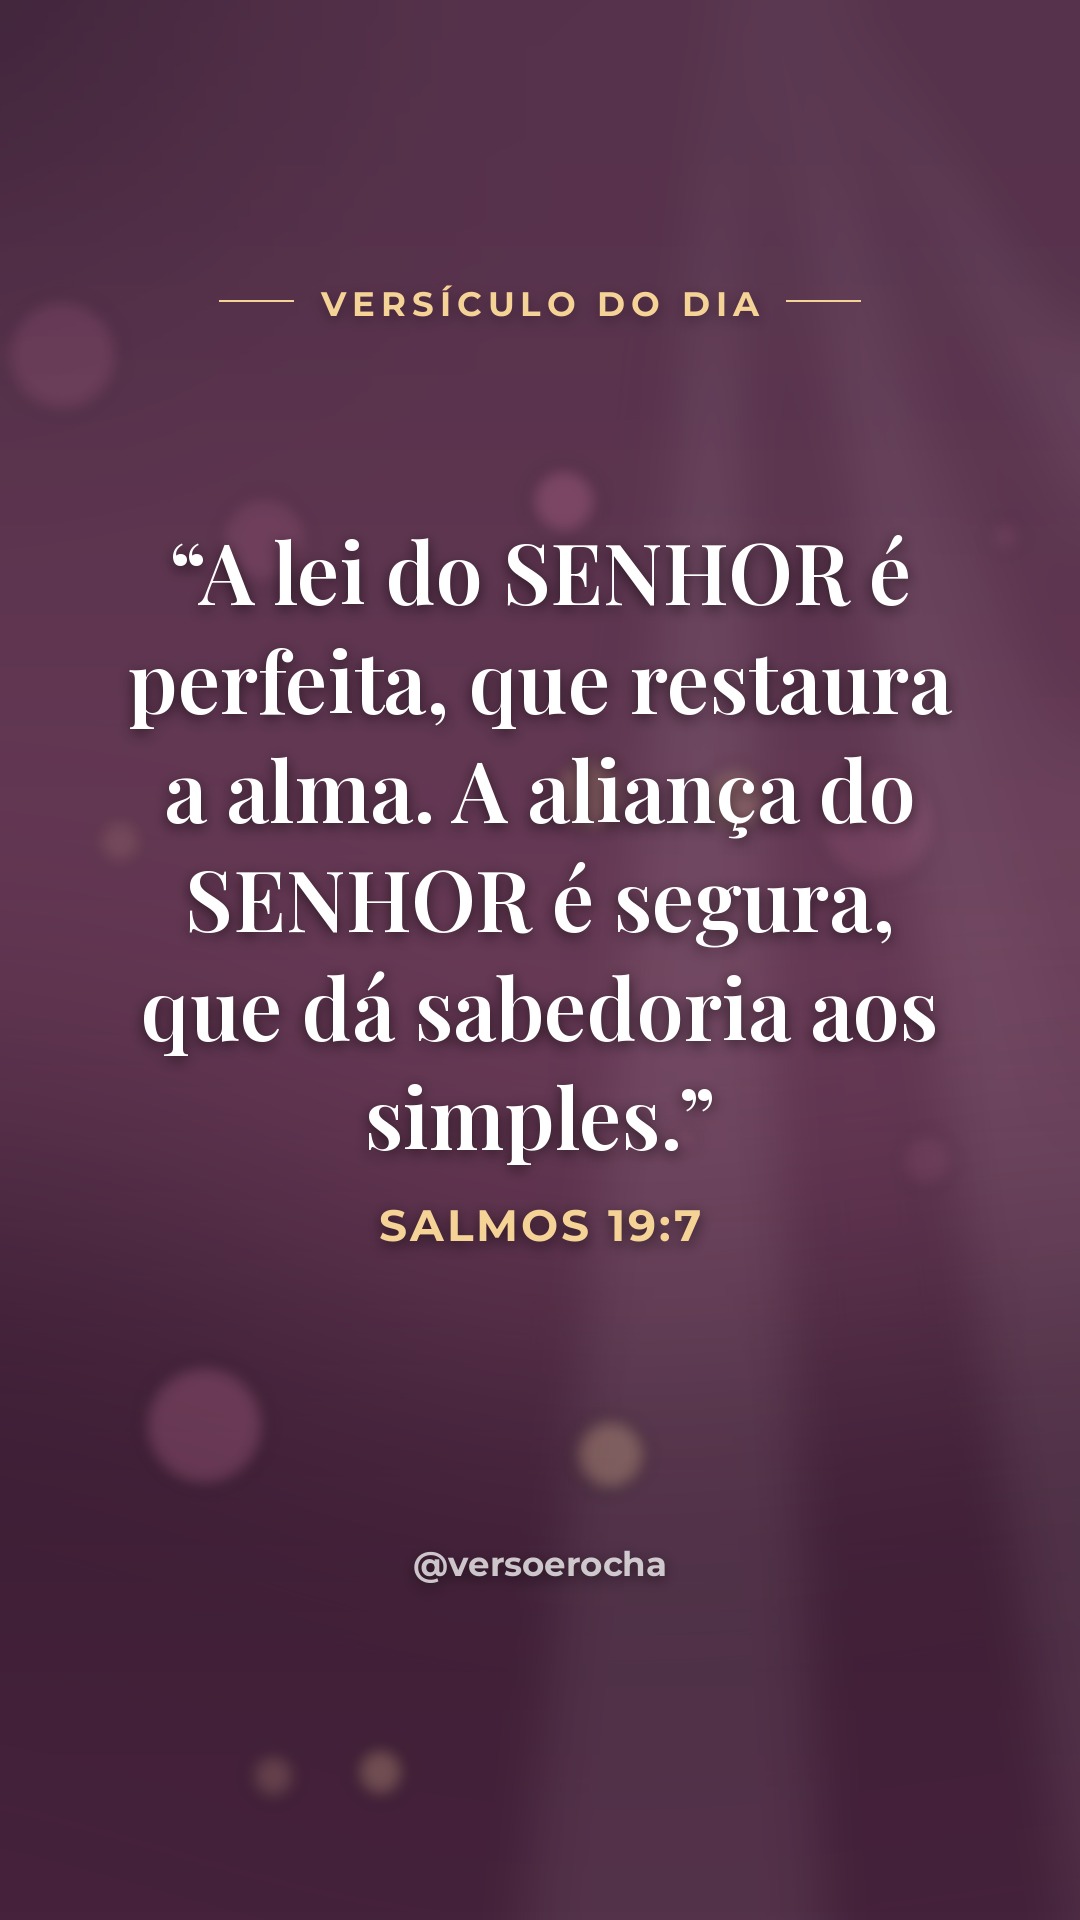 VERSÍCULO DO DIA
“A lei do SENHOR é
perfeita, que restaura
a alma. A aliança do
SENHOR é segura,
que dá sabedoria aos
simples.”
SALMOS 19:7
@versoerocha